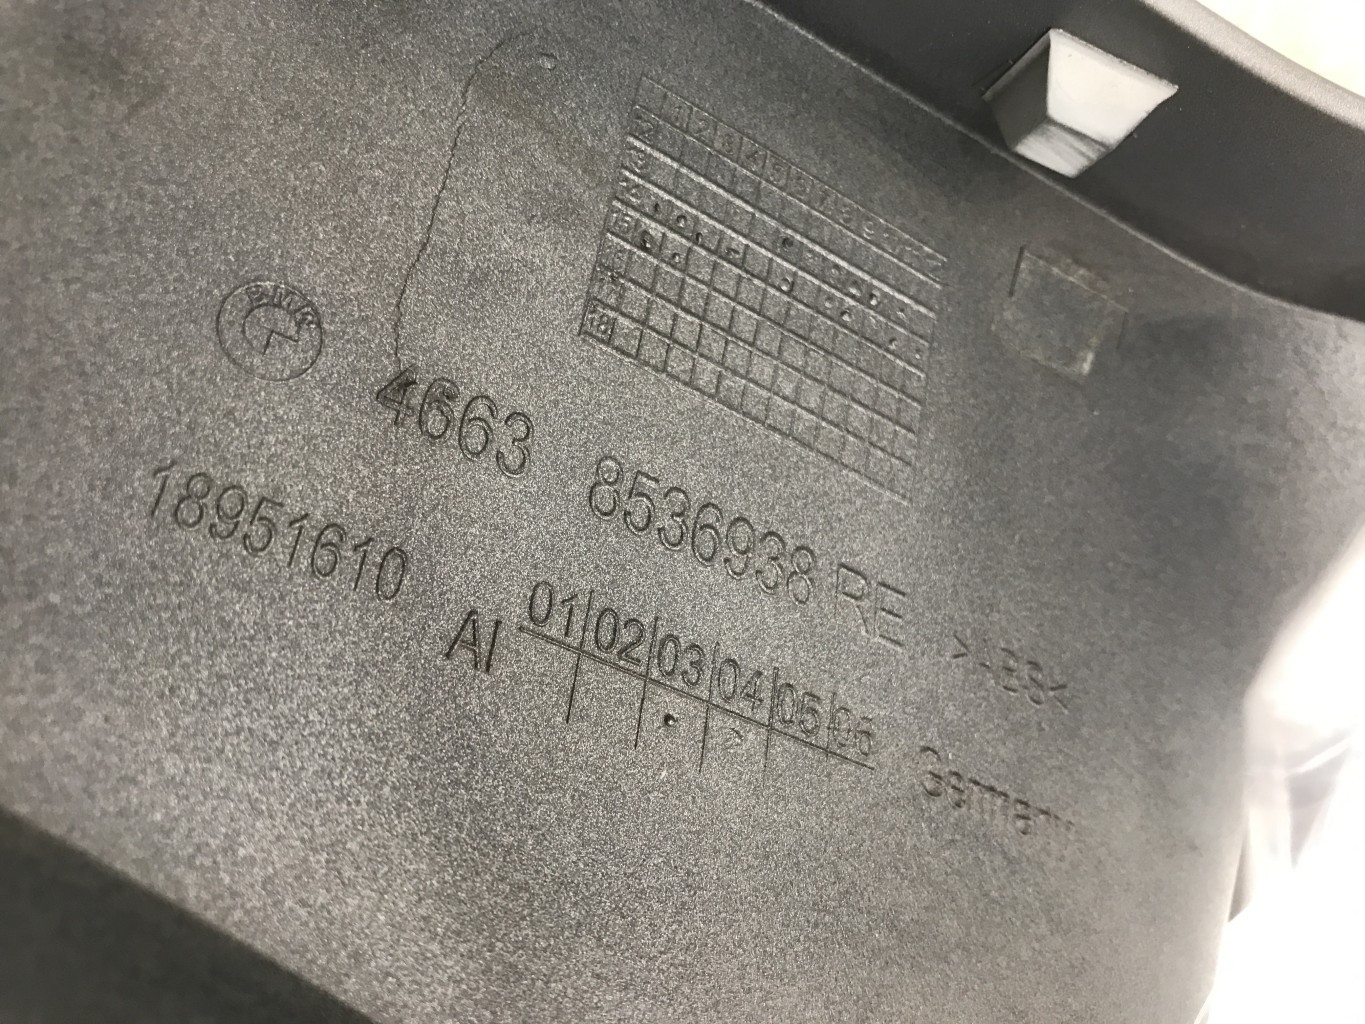 BMW
4663 8536938 RE >ABS<
18951610
AI 01 02 03 04 05 06 Germany